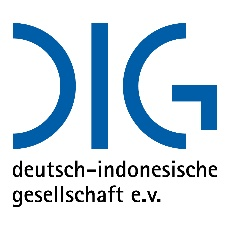 DIG
deutsch-indonesische
gesellschaft e.v.